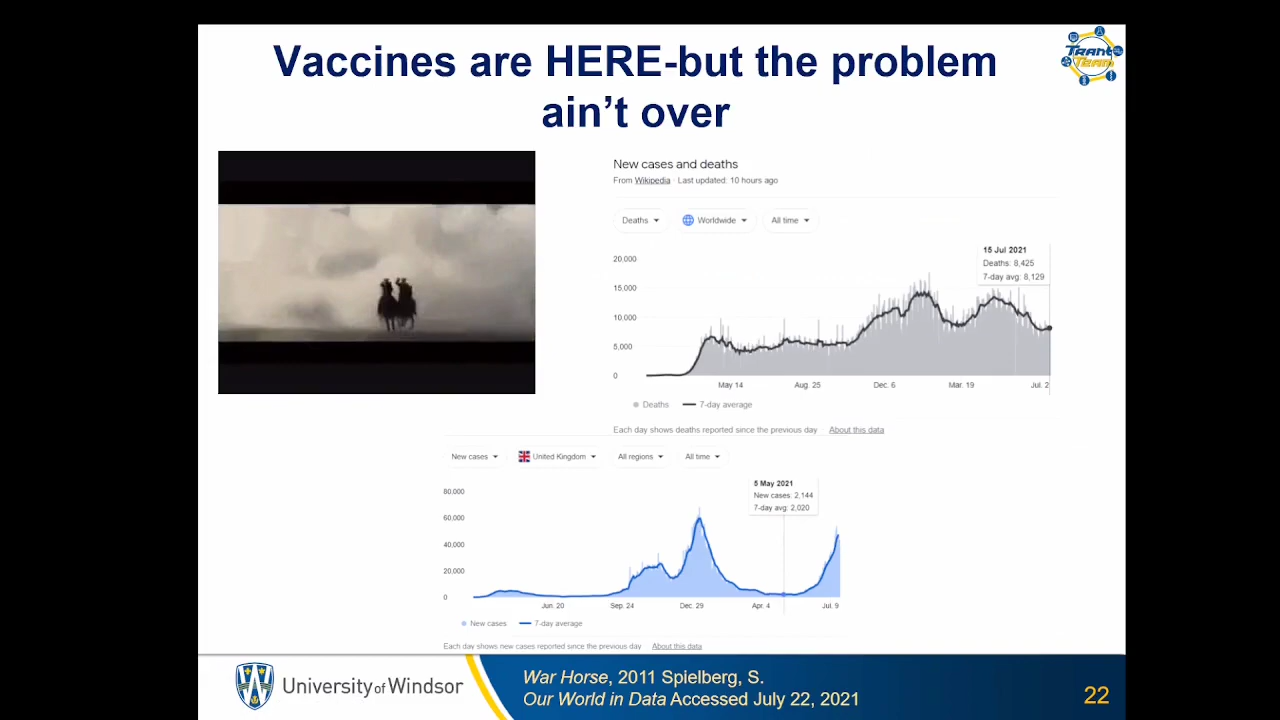 Vaccines are HERE-but the problem
ain't over
TRANT
TEAM
New cases and deaths
From Wikipedia · Last updated: 10 hours ago
Deaths
Worldwide
All time
15 Jul 2021
Deaths: 8,425
7-day avg: 8,129
20,000
15,000
10,000
5,000
0
May 14
Aug. 25
Dec. 6
Mar. 19
Jul. 2
Deaths
7-day average
Each day shows deaths reported since the previous day
About this data
New cases
United Kingdom
All regions
All time
5 May 2021
New cases: 2,144
7-day avg: 2,020
80,000
60,000
40,000
20,000
0
Jun. 20
Sep. 24
Dec. 29
Apr. 4
Jul. 9
New cases
7-day average
Each day shows new cases reported since the previous day
About this data
University of Windsor
War Horse, 2011 Spielberg, S.
Our World in Data Accessed July 22, 2021
22